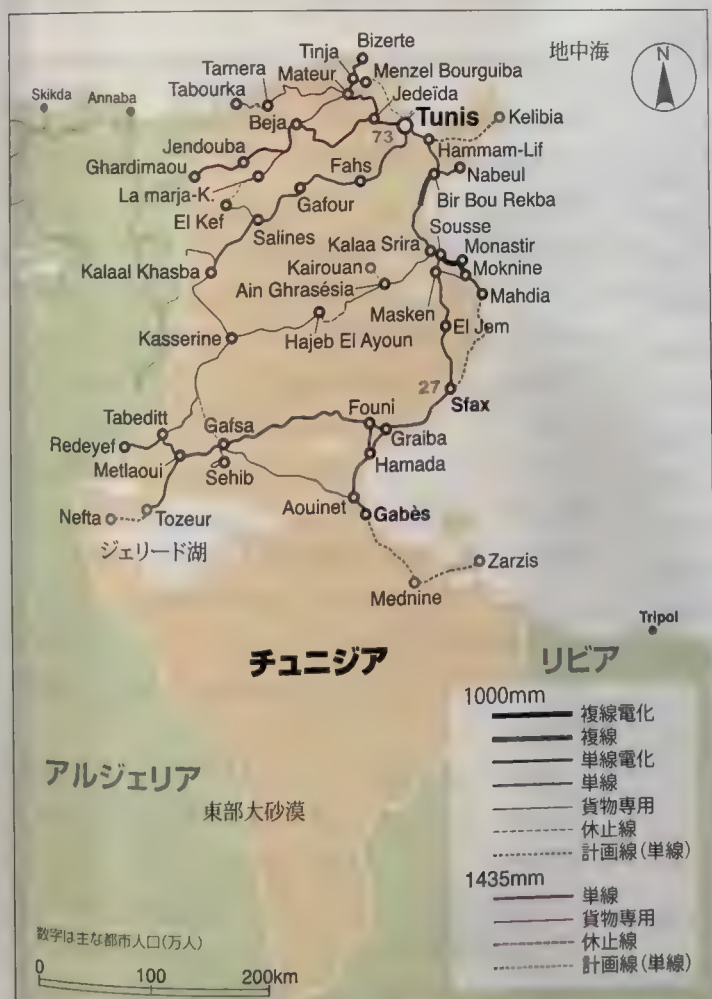 地中海
N
Bizerte
Tinja
Menzel Bourguiba
Tamera
Mateur
Tabourka
Jedeïda
Skikda
Annaba
Tunis
Kelibia
Beja
73
Hammam-Lif
Jendouba
Nabeul
Ghardimaou
Fahs
Bir Bou Rekba
La marja-K.
Gafour
El Kef
Sousse
Salines
Kalaa Srira
Monastir
Kalaal Khasba
Kairouan
Moknine
Ain Ghrasésia
Mahdia
Masken
Kasserine
Hajeb El Ayoun
El Jem
27
Sfax
Founi
Tabeditt
Gafsa
Graiba
Redeyef
Metlaoui
Sehib
Hamada
Aouinet
Gabès
Nefta
Tozeur
ジェリード湖
Zarzis
Mednine
Tripol
チュニジア
リビア
アルジェリア
東部大砂漠
1000mm
複線電化
複線
単線電化
単線
貨物専用
休止線
計画線(単線)
1435mm
単線
貨物専用
休止線
計画線(単線)
数字は主な都市人口(万人)
0 100 200km